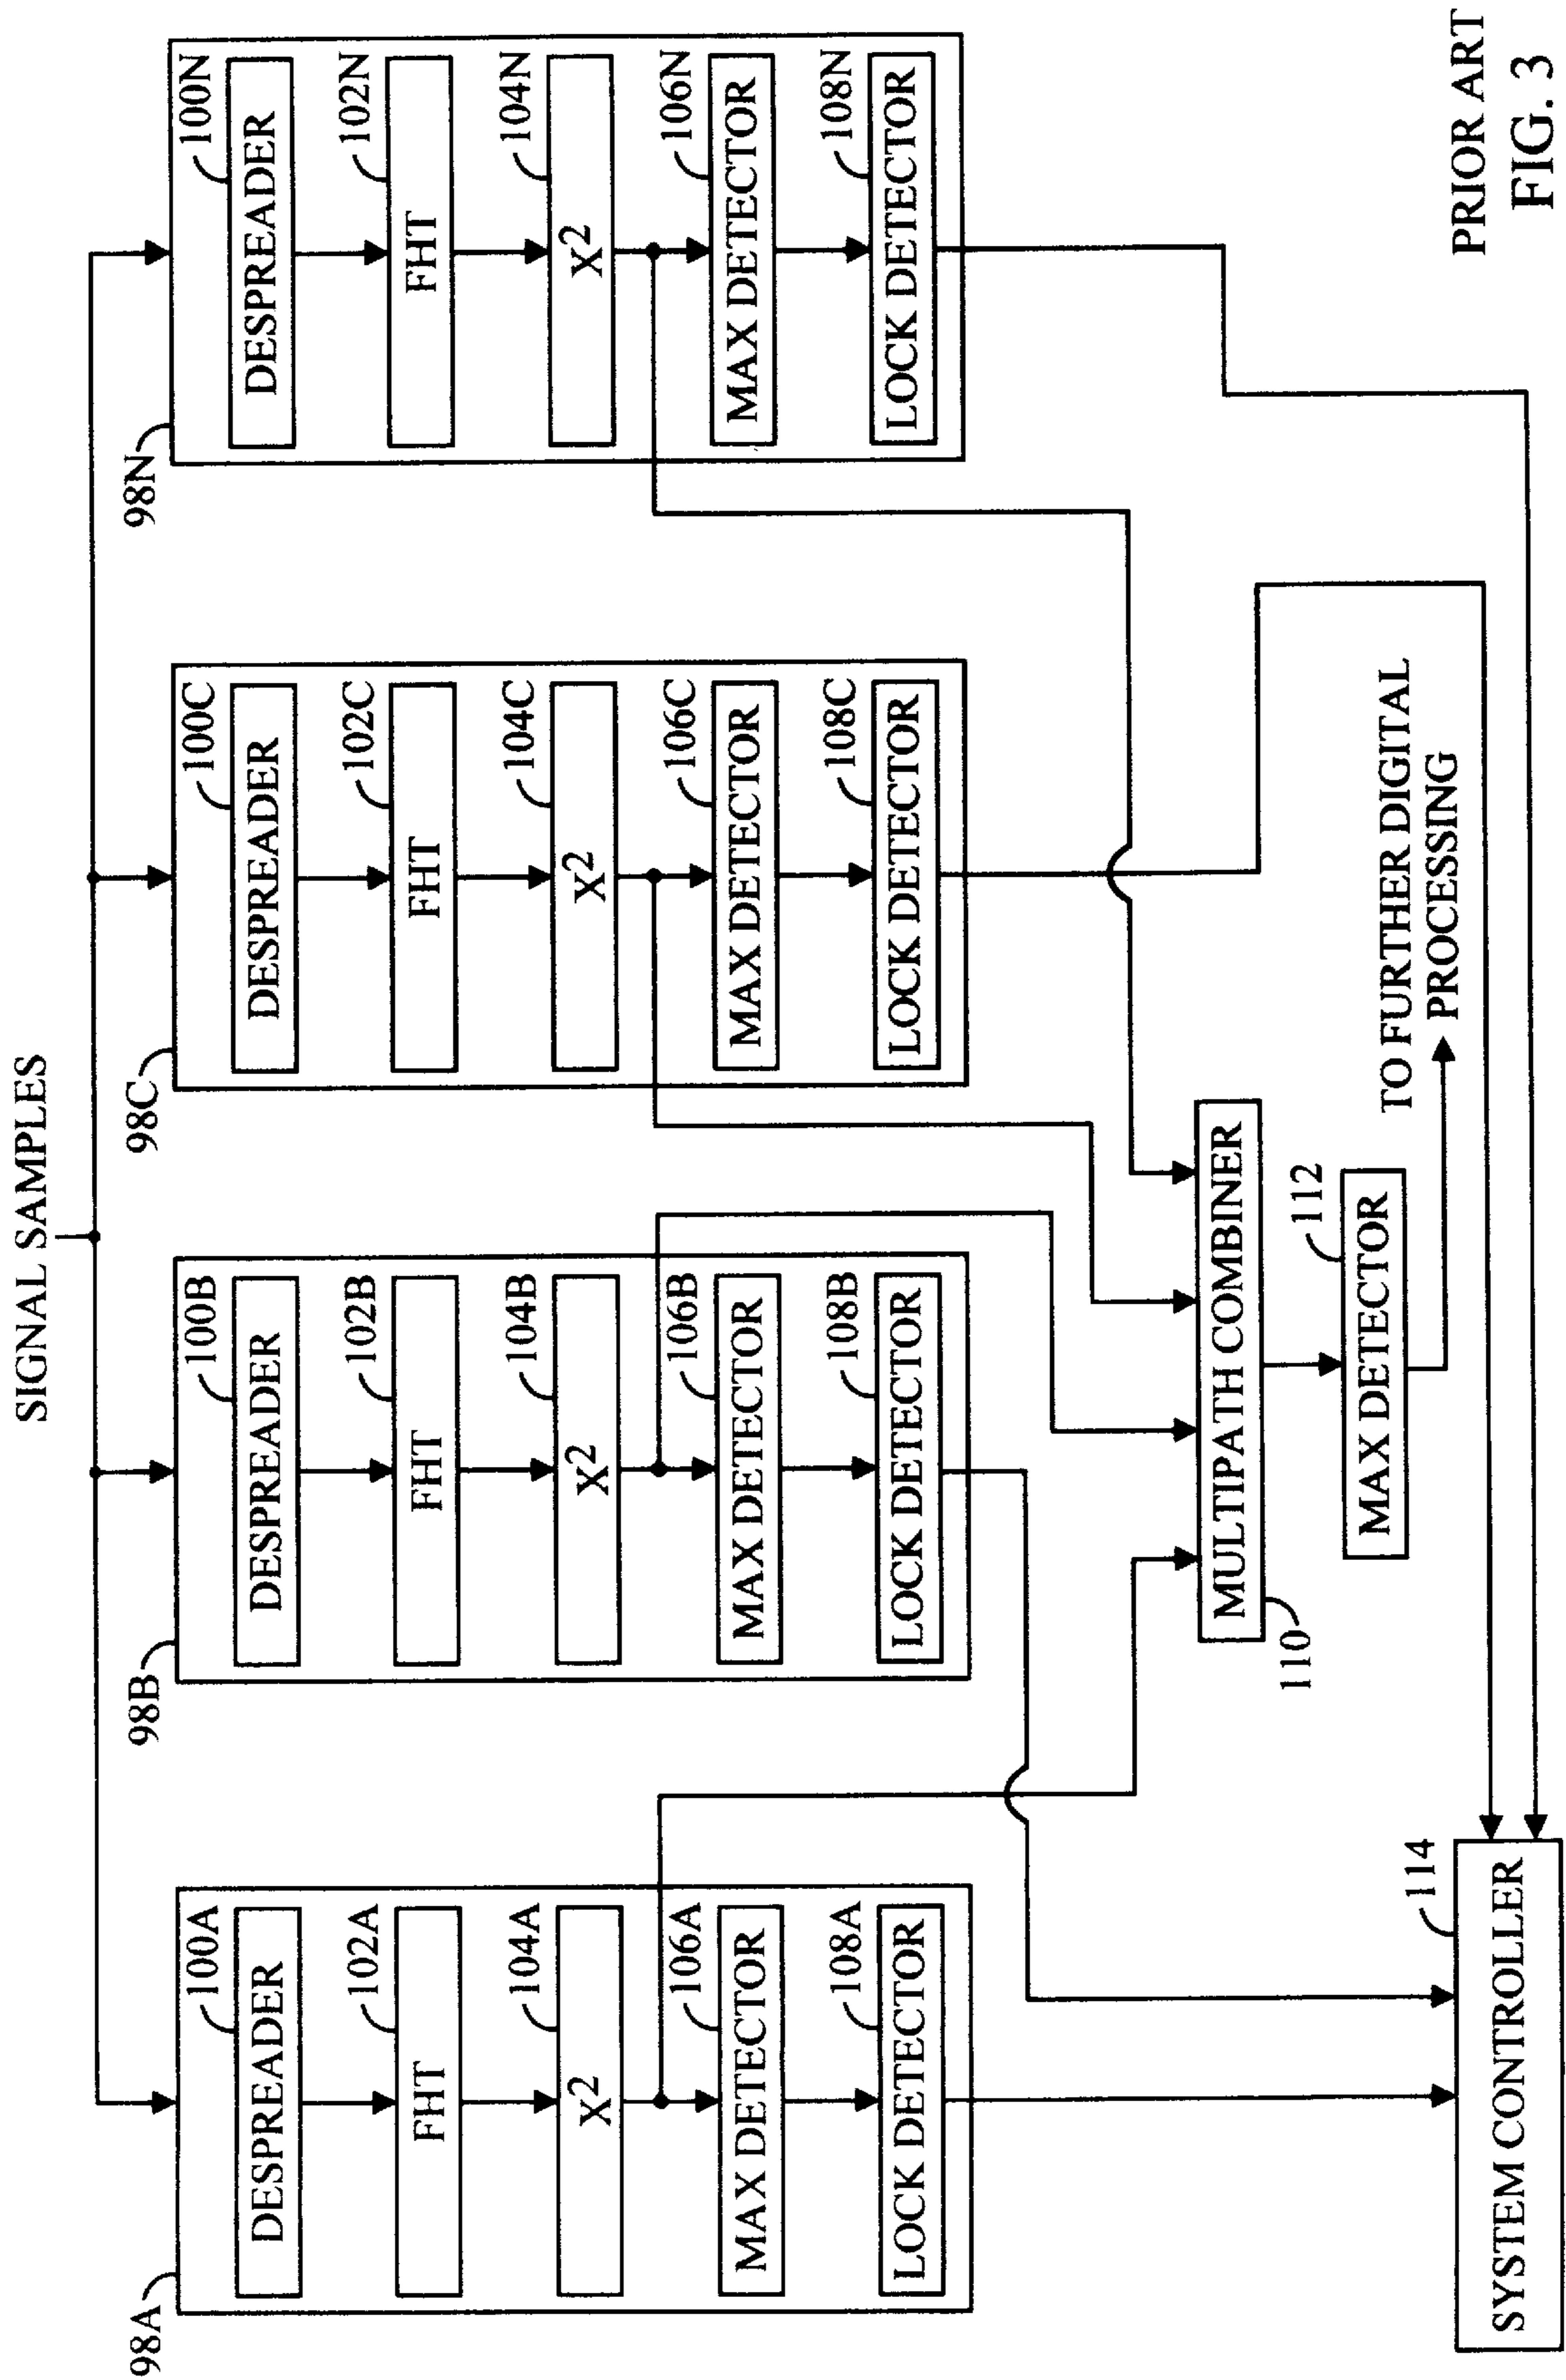 SIGNAL SAMPLES
98A
100A
DESPREADER
102A
FHT
104A
X²
106A
MAX DETECTOR
108A
LOCK DETECTOR
98B
100B
DESPREADER
102B
FHT
104B
X²
106B
MAX DETECTOR
108B
LOCK DETECTOR
98C
100C
DESPREADER
102C
FHT
104C
X²
106C
MAX DETECTOR
108C
LOCK DETECTOR
98N
100N
DESPREADER
102N
FHT
104N
X²
106N
MAX DETECTOR
108N
LOCK DETECTOR
MULTIPATH COMBINER
110
112
MAX DETECTOR
TO FURTHER DIGITAL
PROCESSING
114
SYSTEM CONTROLLER
PRIOR ART
FIG. 3